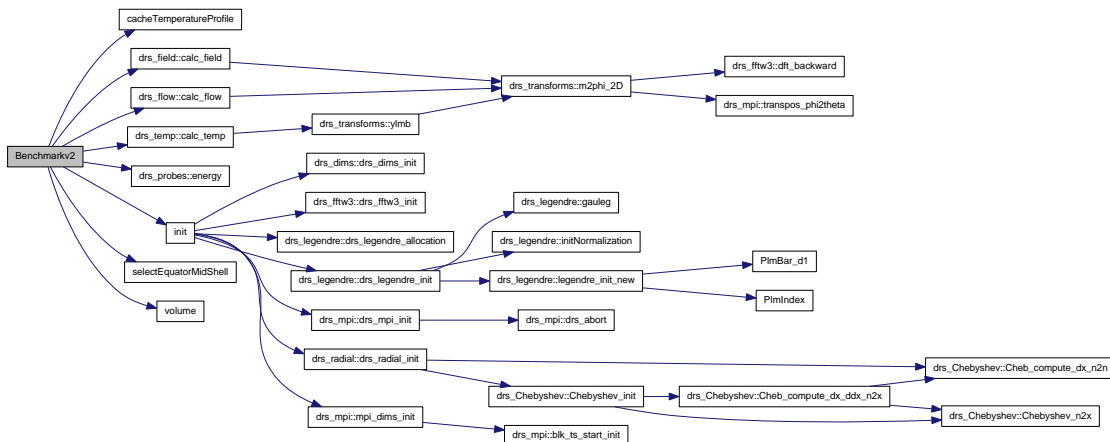 cacheTemperatureProfile
drs_field::calc_field
drs_fftw3::dft_backward
drs_transforms::m2phi_2D
drs_flow::calc_flow
drs_mpi::transpos_phi2theta
drs_temp::calc_temp
drs_transforms::ylmb
Benchmarkv2
drs_dims::drs_dims_init
drs_probes::energy
drs_fftw3::drs_fftw3_init
drs_legendre::gauleg
init
drs_legendre::drs_legendre_allocation
drs_legendre::initNormalization
PlmBar_d1
selectEquatorMidShell
drs_legendre::drs_legendre_init
drs_legendre::legendre_init_new
PlmIndex
volume
drs_mpi::drs_mpi_init
drs_mpi::drs_abort
drs_radial::drs_radial_init
drs_Chebyshev::Cheb_compute_dx_n2n
drs_Chebyshev::Chebyshev_init
drs_Chebyshev::Cheb_compute_dx_ddx_n2x
drs_mpi::mpi_dims_init
drs_Chebyshev::Chebyshev_n2x
drs_mpi::blk_ts_start_init